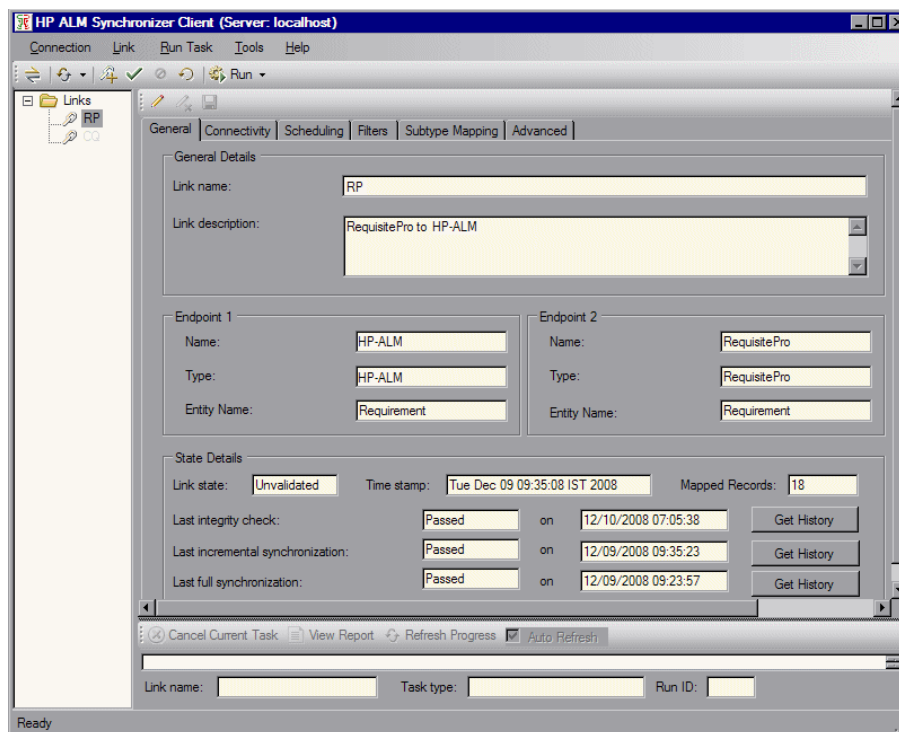 HP ALM Synchronizer Client (Server: localhost)
Connection Link Run Task Tools Help
Run
Links
RP
CQ
General Connectivity Scheduling Filters Subtype Mapping Advanced
General Details
Link name: RP
Link description: RequisitePro to HP-ALM
Endpoint 1 Endpoint 2
Name: HP-ALM Name: RequisitePro
Type: HP-ALM Type: RequisitePro
Entity Name: Requirement Entity Name: Requirement
State Details
Link state: Unvalidated Time stamp: Tue Dec 09 09:35:08 IST 2008 Mapped Records: 18
Last integrity check: Passed on 12/10/2008 07:05:38 Get History
Last incremental synchronization: Passed on 12/09/2008 09:35:23 Get History
Last full synchronization: Passed on 12/09/2008 09:23:57 Get History
Cancel Current Task View Report Refresh Progress Auto Refresh
Link name: Task type: Run ID:
Ready